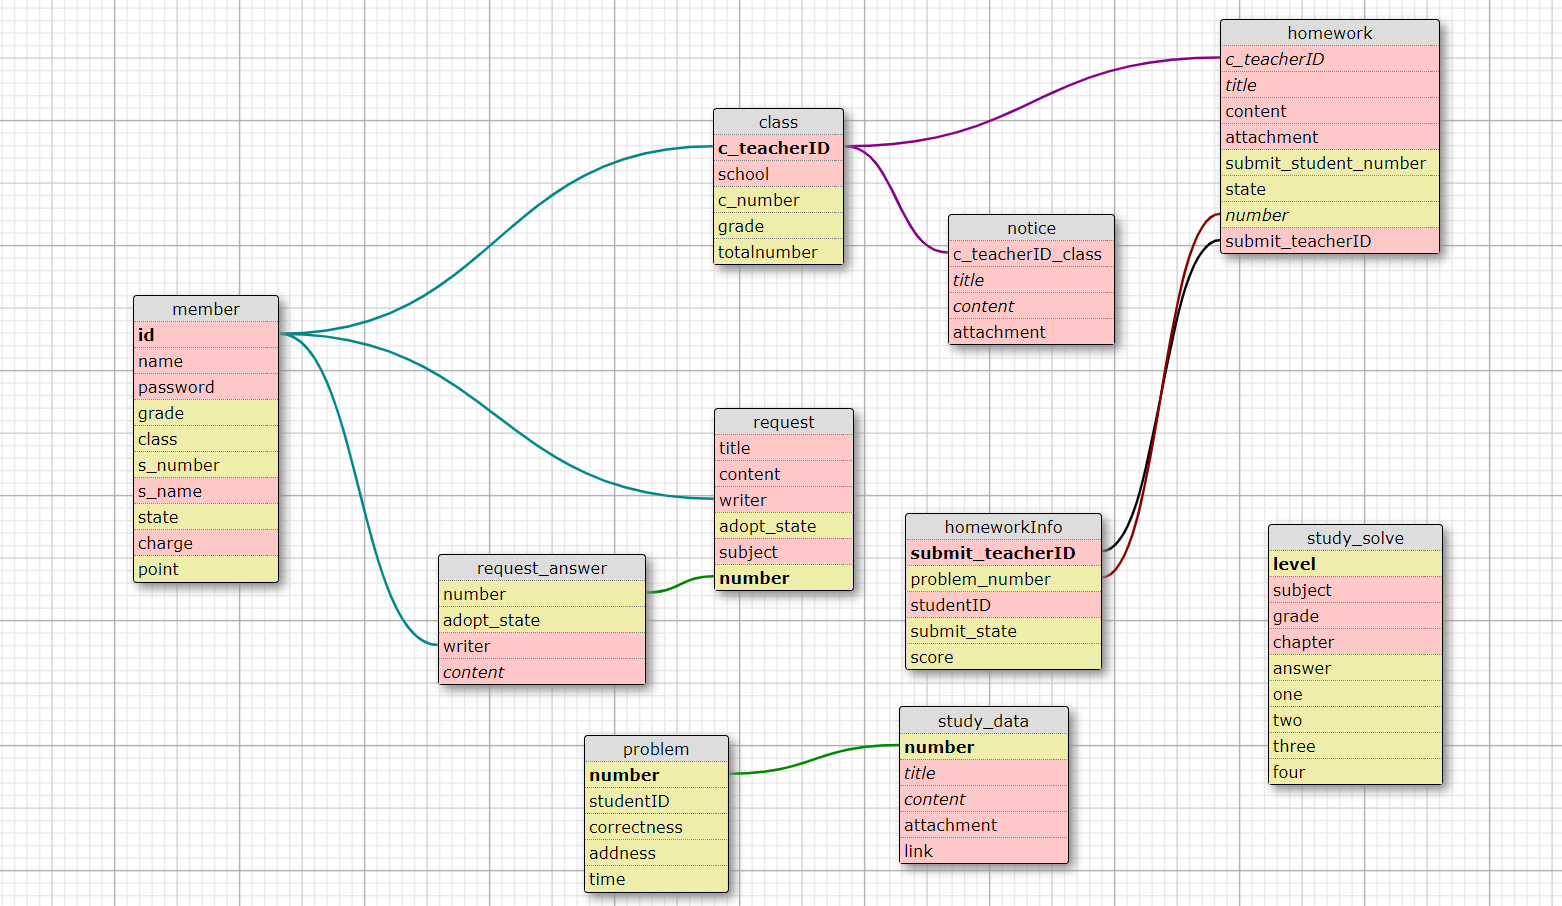 homework
c_teacherID
title
content
attachment
submit_student_number
state
number
submit_teacherID
class
c_teacherID
school
c_number
grade
totalnumber
notice
c_teacherID_class
title
content
attachment
member
id
name
password
grade
class
s_number
s_name
state
charge
point
request
title
content
writer
adopt_state
subject
number
homeworkInfo
submit_teacherID
problem_number
studentID
submit_state
score
study_solve
level
subject
grade
chapter
answer
one
two
three
four
request_answer
number
adopt_state
writer
content
study_data
number
title
content
attachment
link
problem
number
studentID
correctness
addness
time